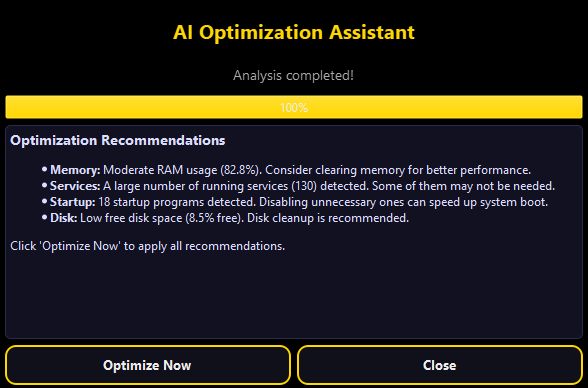 AI Optimization Assistant
Analysis completed!
100%
Optimization Recommendations
• Memory: Moderate RAM usage (82.8%). Consider clearing memory for better performance.
• Services: A large number of running services (130) detected. Some of them may not be needed.
• Startup: 18 startup programs detected. Disabling unnecessary ones can speed up system boot.
• Disk: Low free disk space (8.5% free). Disk cleanup is recommended.
Click 'Optimize Now' to apply all recommendations.
Optimize Now
Close